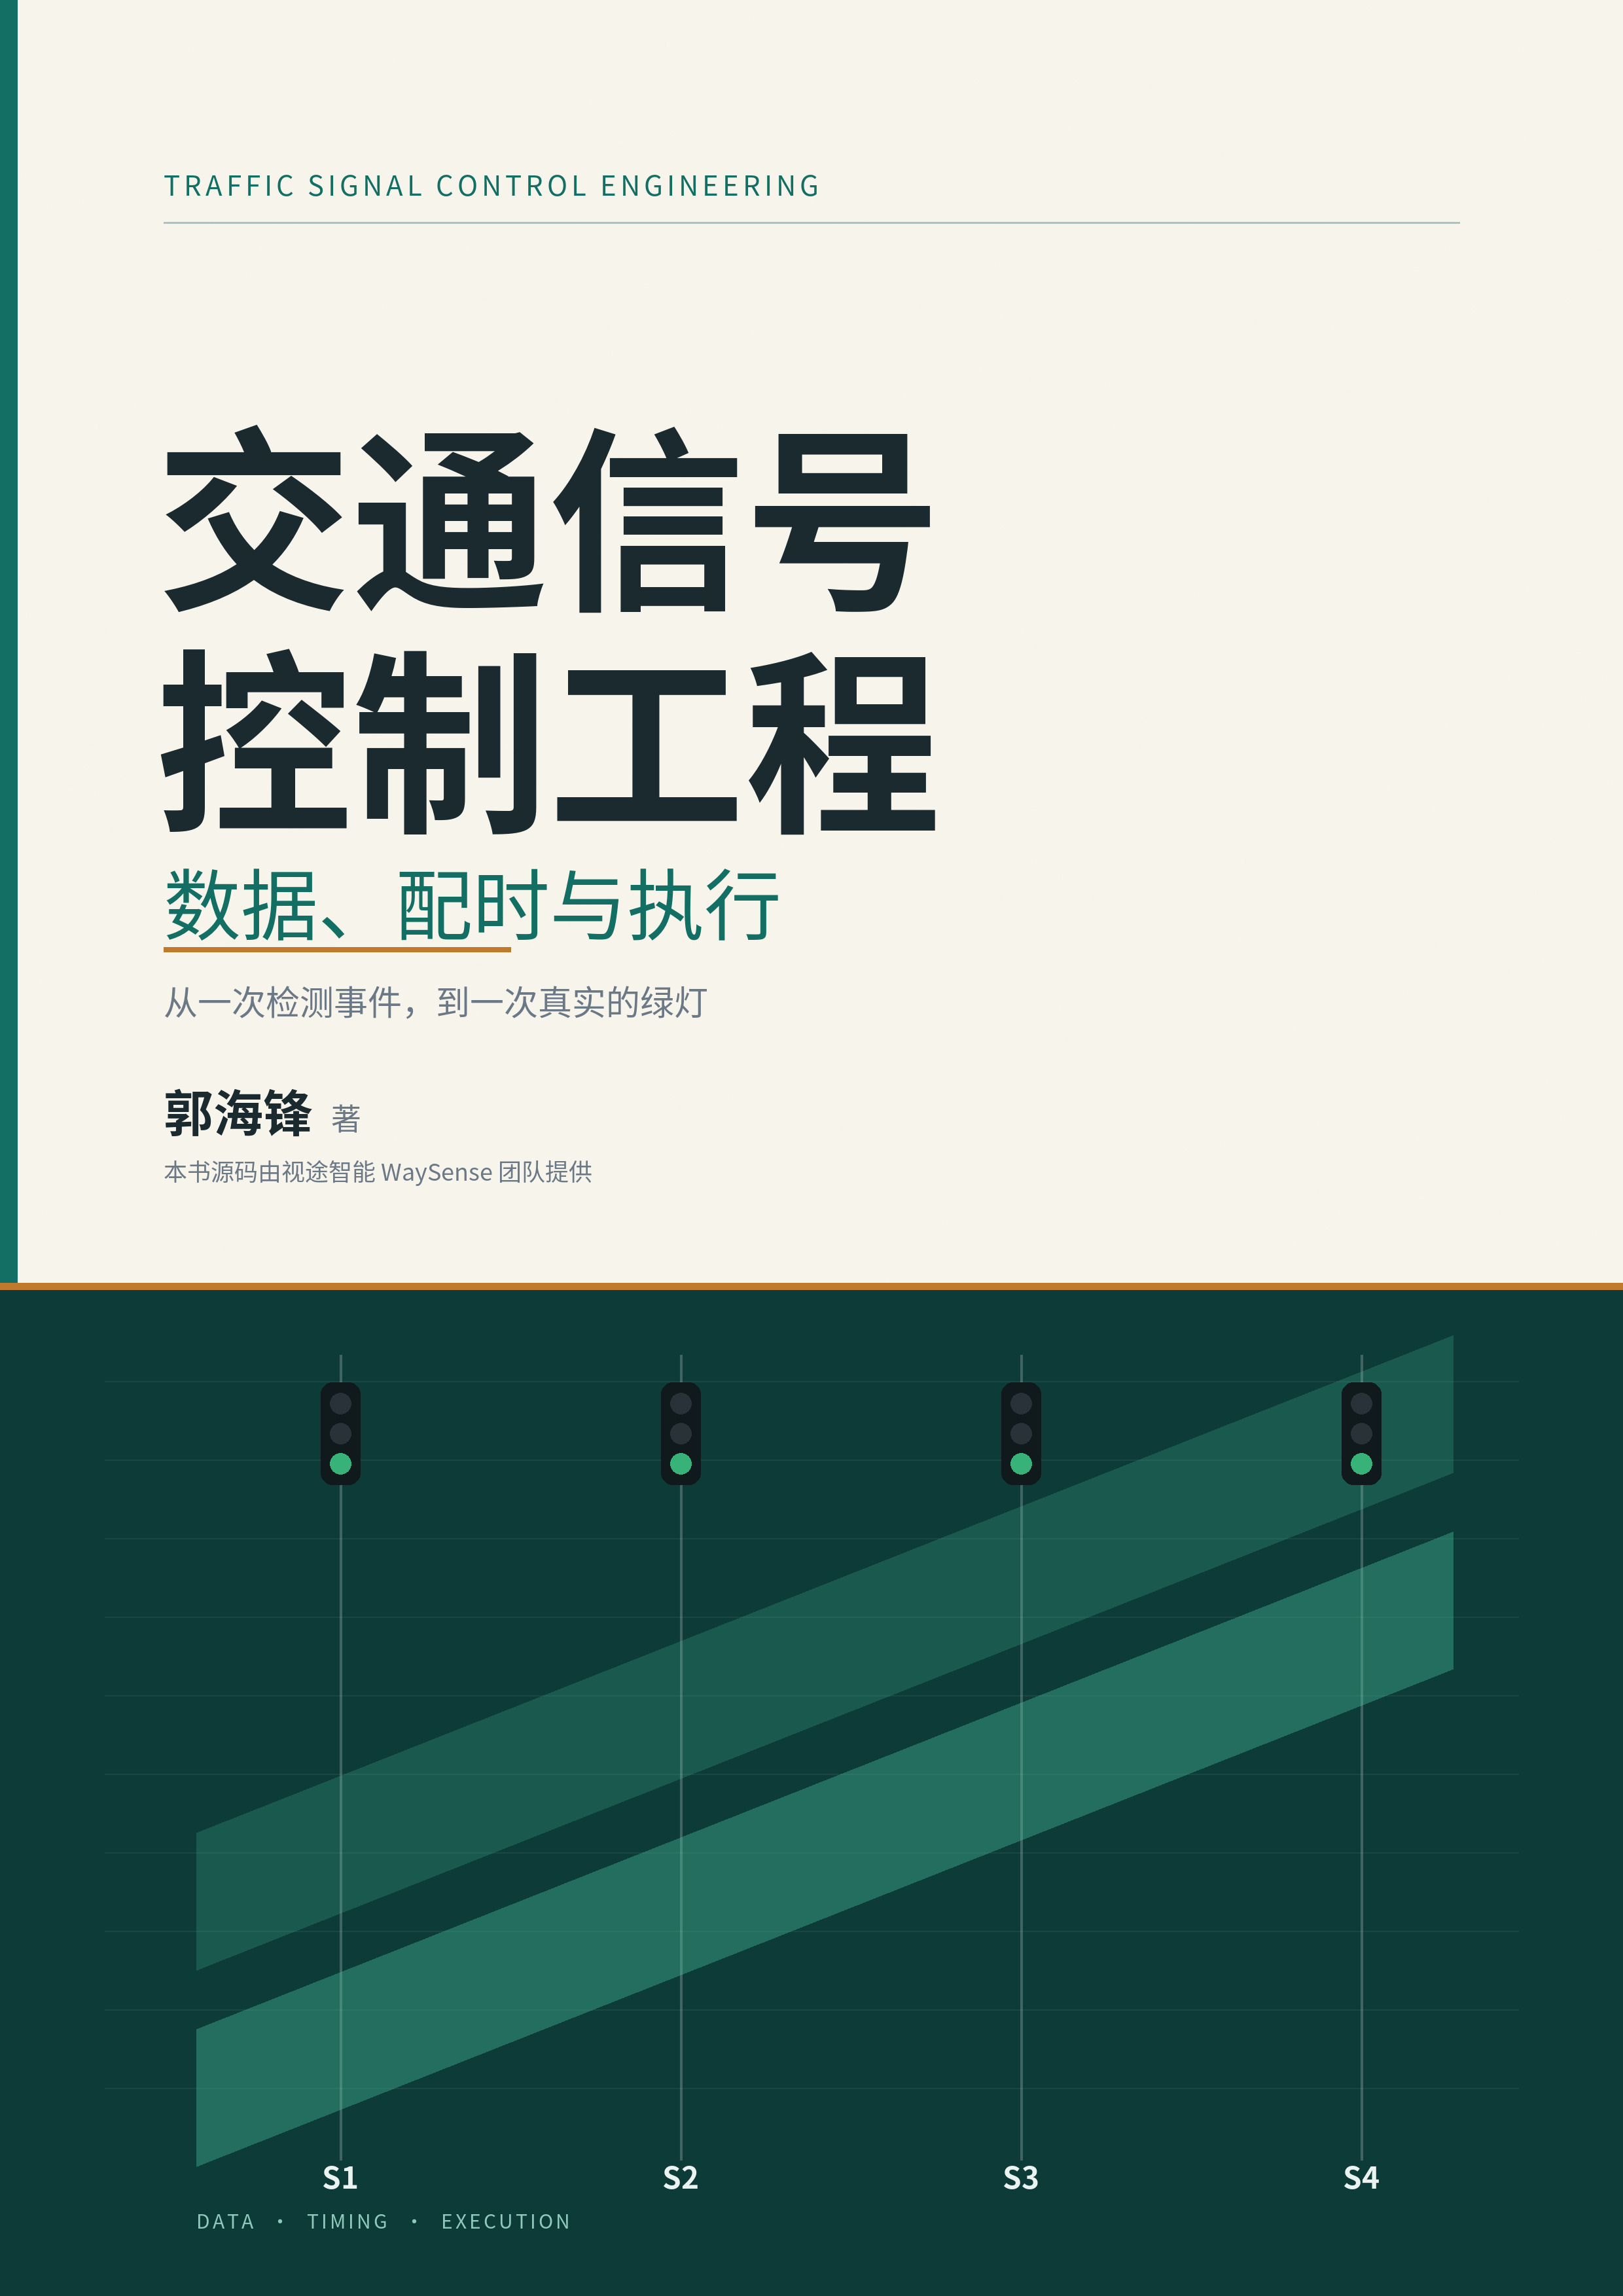 TRAFFIC SIGNAL CONTROL ENGINEERING
交通信号
控制工程
数据、配时与执行
从一次检测事件，到一次真实的绿灯
郭海锋 著
本书源码由视途智能 WaySense 团队提供
S1 S2 S3 S4
DATA · TIMING · EXECUTION